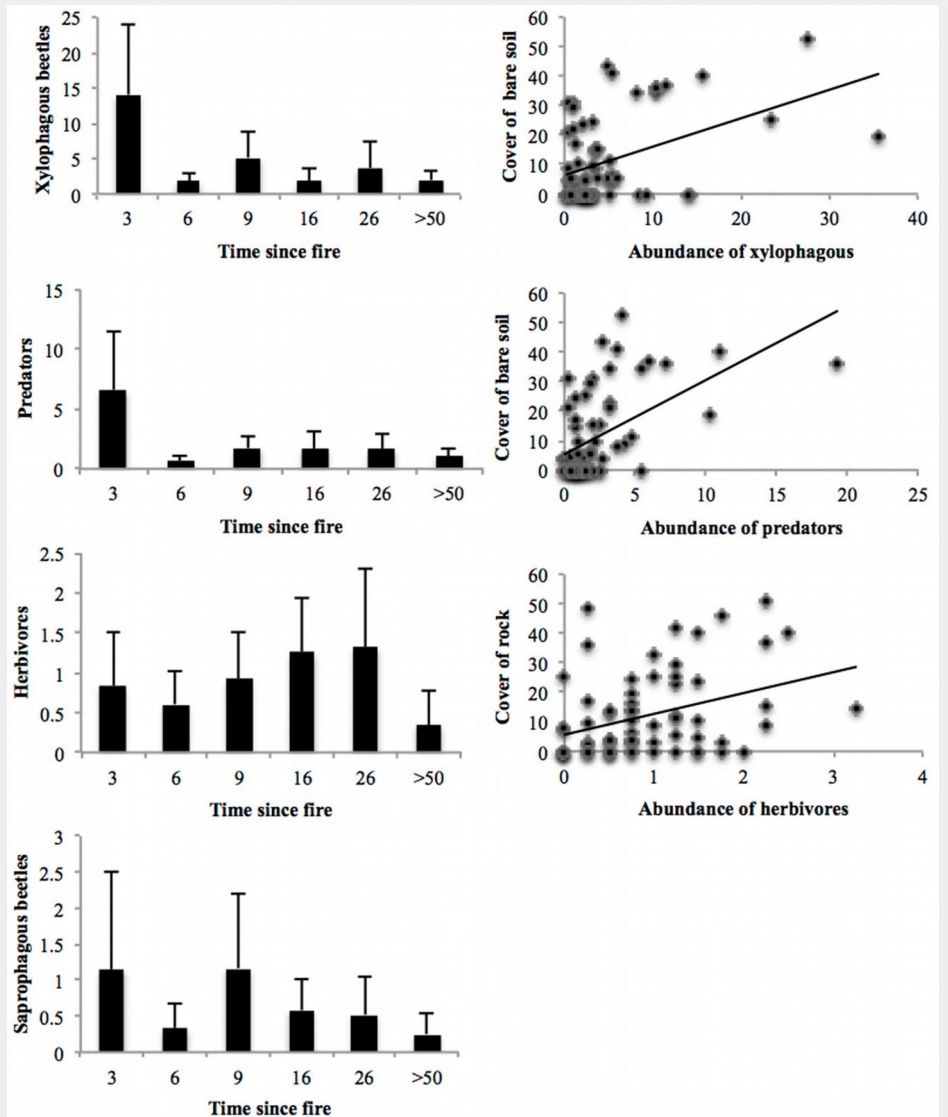 Xylophagous beetles
25
20
15
10
5
0
3 6 9 16 26 >50
Time since fire
Cover of bare soil
60
50
40
30
20
10
0
0 10 20 30 40
Abundance of xylophagous
Predators
15
10
5
0
3 6 9 16 26 >50
Time since fire
Cover of bare soil
60
50
40
30
20
10
0
0 5 10 15 20 25
Abundance of predators
Herbivores
2.5
2
1.5
1
0.5
0
3 6 9 16 26 >50
Time since fire
Cover of rock
60
50
40
30
20
10
0
0 1 2 3 4
Abundance of herbivores
Saprophagous beetles
3
2.5
2
1.5
1
0.5
0
3 6 9 16 26 >50
Time since fire